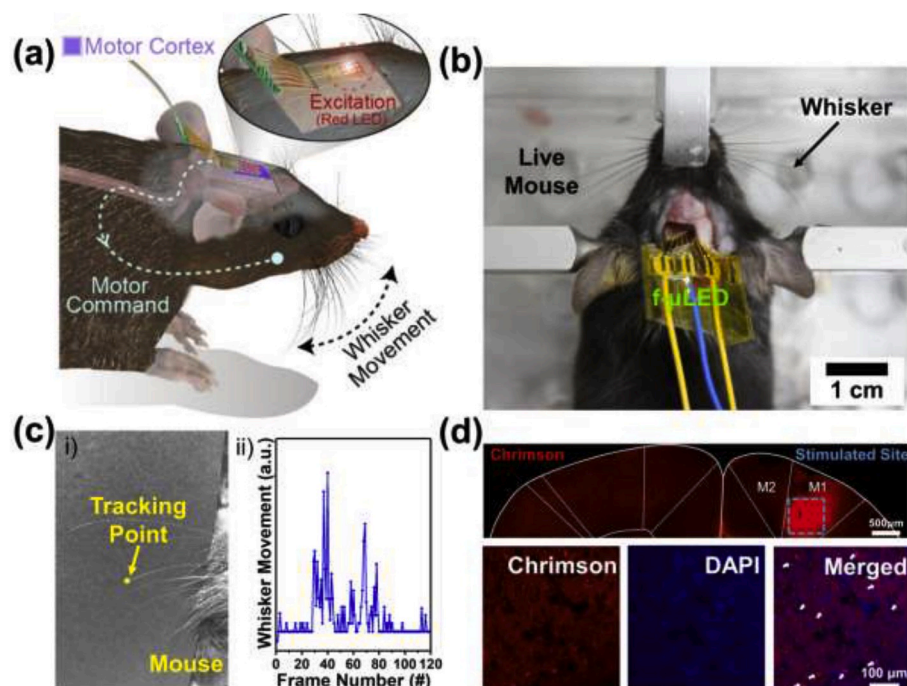 (a)
Motor Cortex
Excitation
(Red LED)
Motor
Command
Whisker
Movement
(b)
Live
Mouse
Whisker
f-μLED
1 cm
(c)
i)
Tracking
Point
Mouse
ii)
Whisker Movement (a.u.)
0 20 40 60 80 100 120
Frame Number (#)
(d)
Chrimson
Stimulated Site
M2
M1
500μm
Chrimson
DAPI
Merged
100 μm